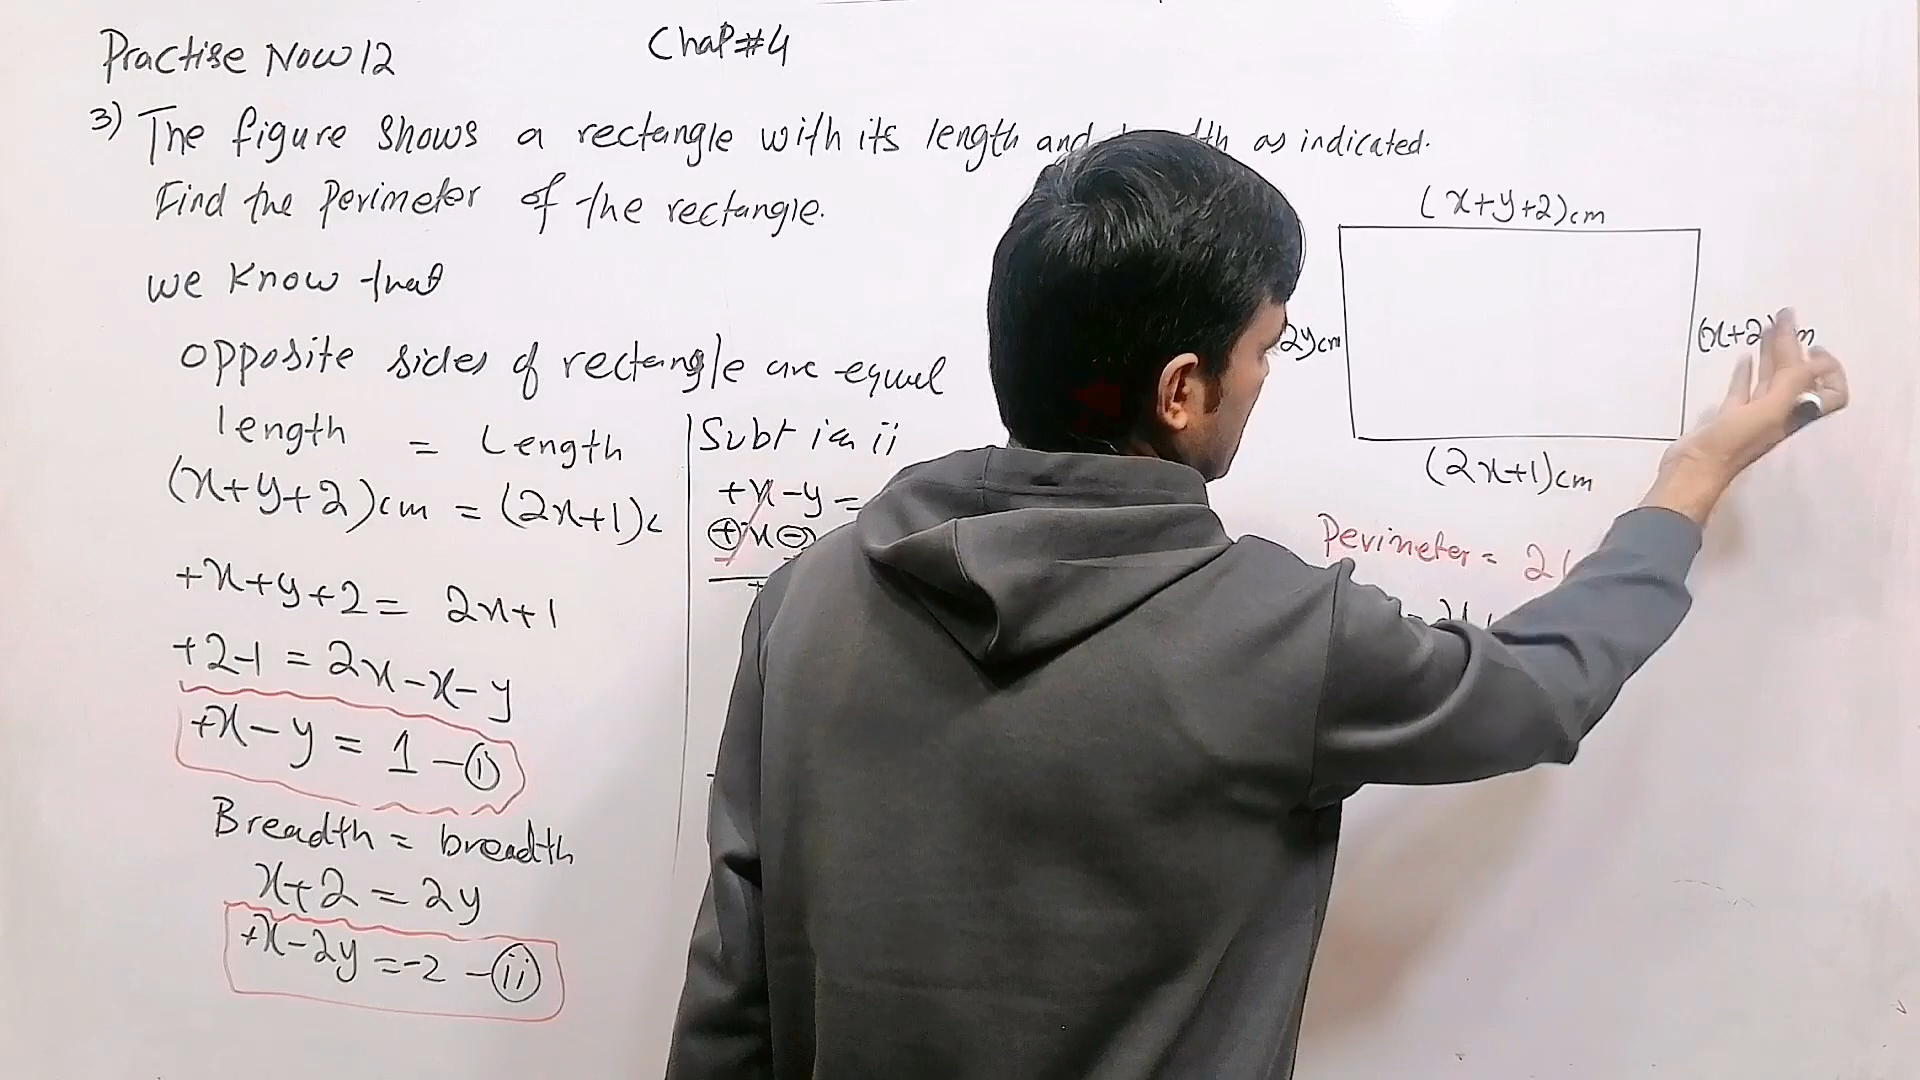 Practise Now 12
Chap#4
3) The figure shows a rectangle with its length and as indicated.
Find the Perimeter of the rectangle.
we know that
opposite sides of rectangle are equal
length = Length
(x+y+2)cm = (2x+1)c
+x+y+2= 2x+1
+2-1 = 2x-x-y
+x-y = 1 -(i)
Breadth = breadth
x+2 = 2y
+x-2y =-2 -(ii)
Subt i & ii
+x-y =
+x-
(x+y+2)cm
2ycm
(x+2)cm
(2x+1)cm
Perimeter = 2(